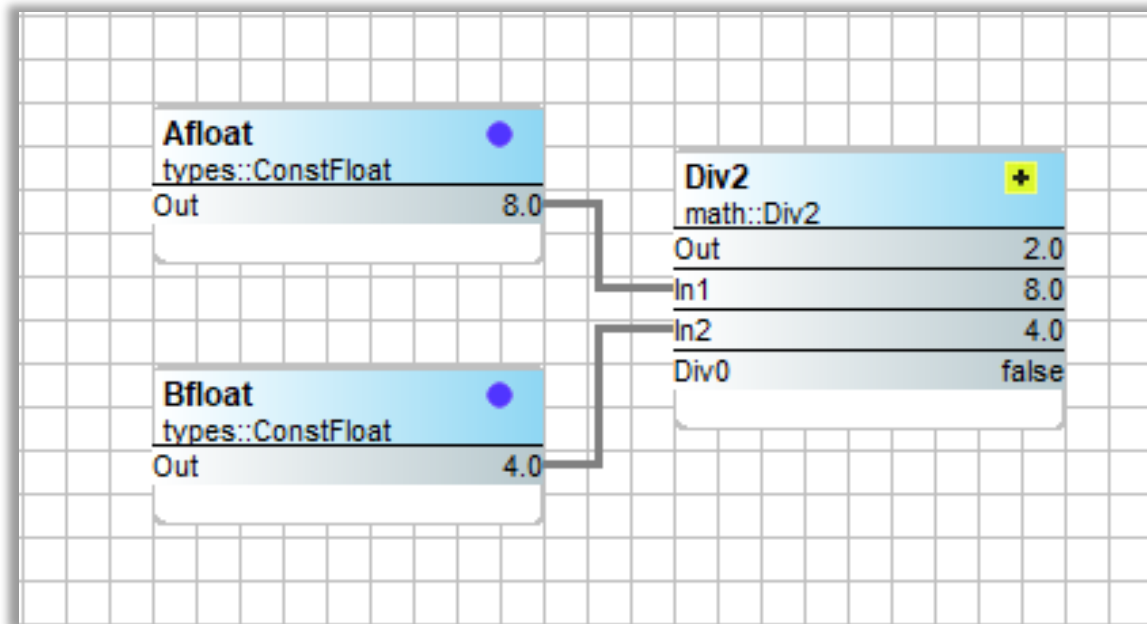 Afloat
types::ConstFloat
Out 8.0
Div2
math::Div2
Out 2.0
In1 8.0
In2 4.0
Div0 false
Bfloat
types::ConstFloat
Out 4.0